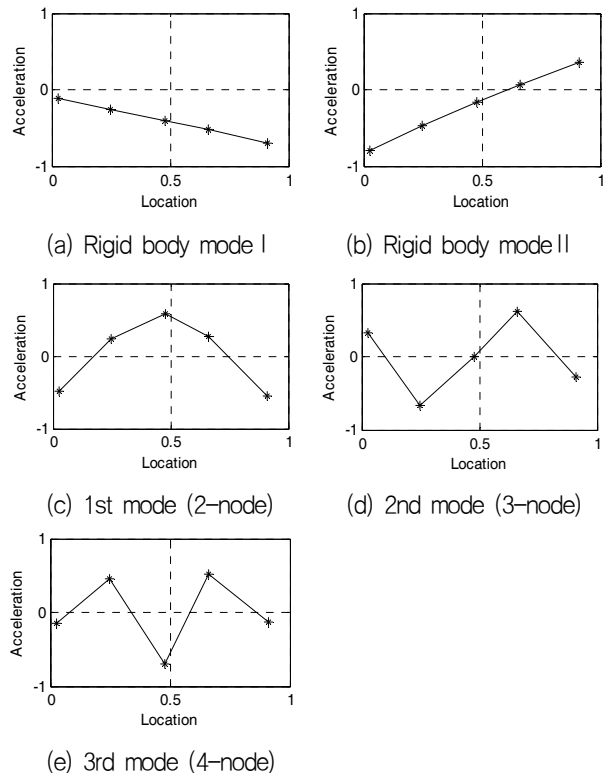 1
0
-1
0
0.5
1
Acceleration
Location
(a) Rigid body mode Ⅰ
1
0
-1
0
0.5
1
Acceleration
Location
(b) Rigid body mode Ⅱ
1
0
-1
0
0.5
1
Acceleration
Location
(c) 1st mode (2-node)
1
0
-1
0
0.5
1
Acceleration
Location
(d) 2nd mode (3-node)
1
0
-1
0
0.5
1
Acceleration
Location
(e) 3rd mode (4-node)